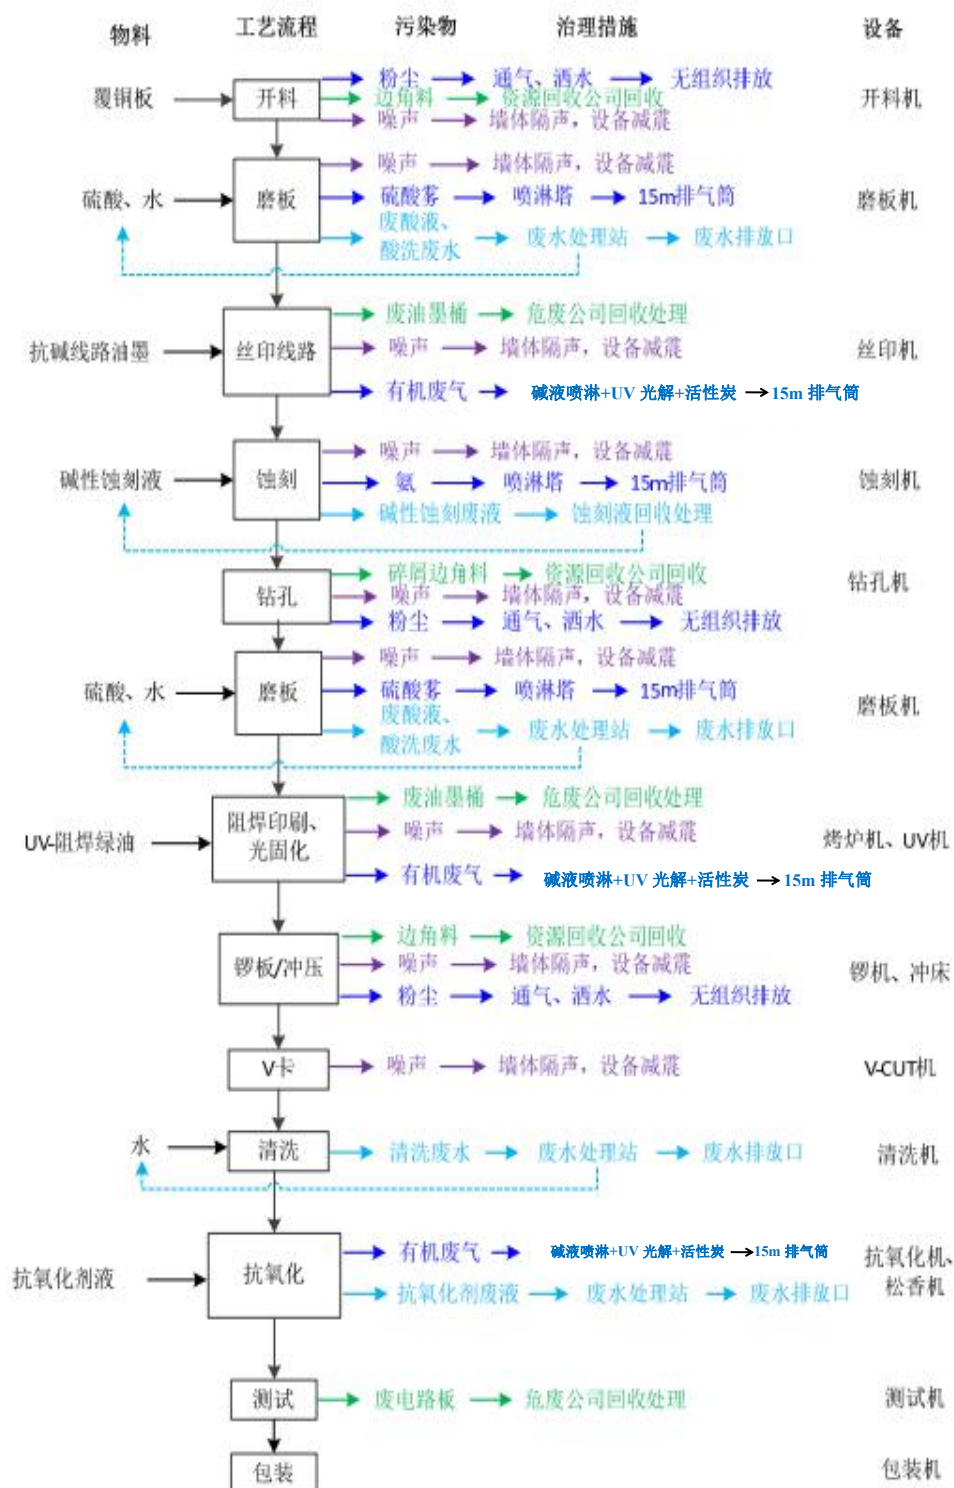 物料 工艺流程 污染物 治理措施 设备
粉尘 通气、洒水 无组织排放
覆铜板 开料 边角料 资源回收公司回收 开料机
噪声 墙体隔声，设备减震
噪声 墙体隔声，设备减震
硫酸、水 磨板 硫酸雾 喷淋塔 15m排气筒 磨板机
废酸液、
酸洗废水 废水处理站 废水排放口
废油墨桶 危废公司回收处理
抗碱线路油墨 丝印线路 噪声 墙体隔声，设备减震 丝印机
有机废气 碱液喷淋+UV 光解+活性炭 15m 排气筒
噪声 墙体隔声，设备减震
碱性蚀刻液 蚀刻 氨 喷淋塔 15m排气筒 蚀刻机
碱性蚀刻废液 蚀刻液回收处理
碎屑边角料 资源回收公司回收
钻孔 噪声 墙体隔声，设备减震 钻孔机
粉尘 通气、洒水 无组织排放
噪声 墙体隔声，设备减震
硫酸、水 磨板 硫酸雾 喷淋塔 15m排气筒 磨板机
废酸液、
酸洗废水 废水处理站 废水排放口
废油墨桶 危废公司回收处理
UV-阻焊绿油 阻焊印刷、 噪声 墙体隔声，设备减震 烤炉机、UV机
光固化
有机废气 碱液喷淋+UV 光解+活性炭 15m 排气筒
边角料 资源回收公司回收
锣板/冲压 噪声 墙体隔声，设备减震 锣机、冲床
粉尘 通气、洒水 无组织排放
V卡 噪声 墙体隔声，设备减震 V-CUT机
水 清洗 清洗废水 废水处理站 废水排放口 清洗机
有机废气 碱液喷淋+UV 光解+活性炭 15m 排气筒 抗氧化机、
抗氧化剂液 抗氧化 松香机
抗氧化剂废液 废水处理站 废水排放口
测试 废电路板 危废公司回收处理 测试机
包装 包装机